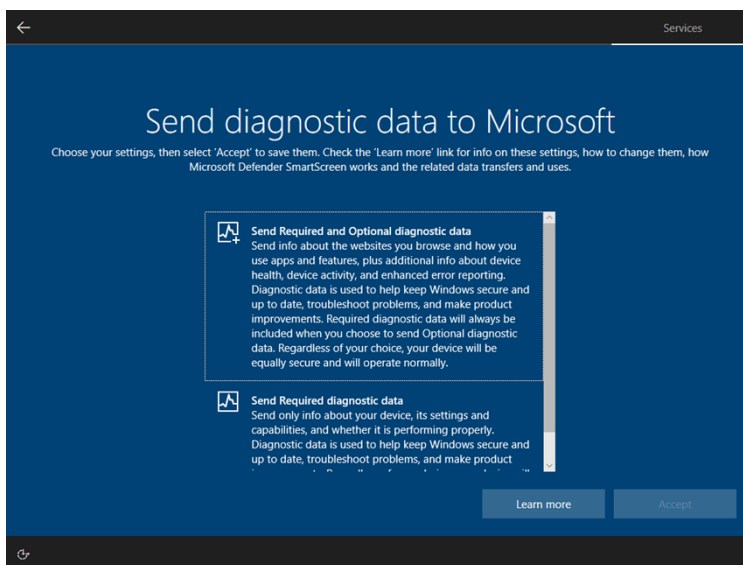 Services
Send diagnostic data to Microsoft
Choose your settings, then select 'Accept' to save them. Check the 'Learn more' link for info on these settings, how to change them, how
Microsoft Defender SmartScreen works and the related data transfers and uses.
Send Required and Optional diagnostic data
Send info about the websites you browse and how you
use apps and features, plus additional info about device
health, device activity, and enhanced error reporting.
Diagnostic data is used to help keep Windows secure and
up to date, troubleshoot problems, and make product
improvements. Required diagnostic data will always be
included when you choose to send Optional diagnostic
data. Regardless of your choice, your device will be
equally secure and will operate normally.
Send Required diagnostic data
Send only info about your device, its settings and
capabilities, and whether it is performing properly.
Diagnostic data is used to help keep Windows secure and
up to date, troubleshoot problems, and make product
Learn more
Accept